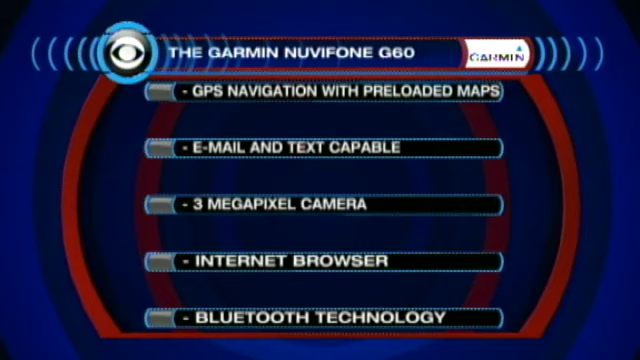 THE GARMIN NUVIFONE G60
GARMIN
- GPS NAVIGATION WITH PRELOADED MAPS
- E-MAIL AND TEXT CAPABLE
- 3 MEGAPIXEL CAMERA
- INTERNET BROWSER
- BLUETOOTH TECHNOLOGY